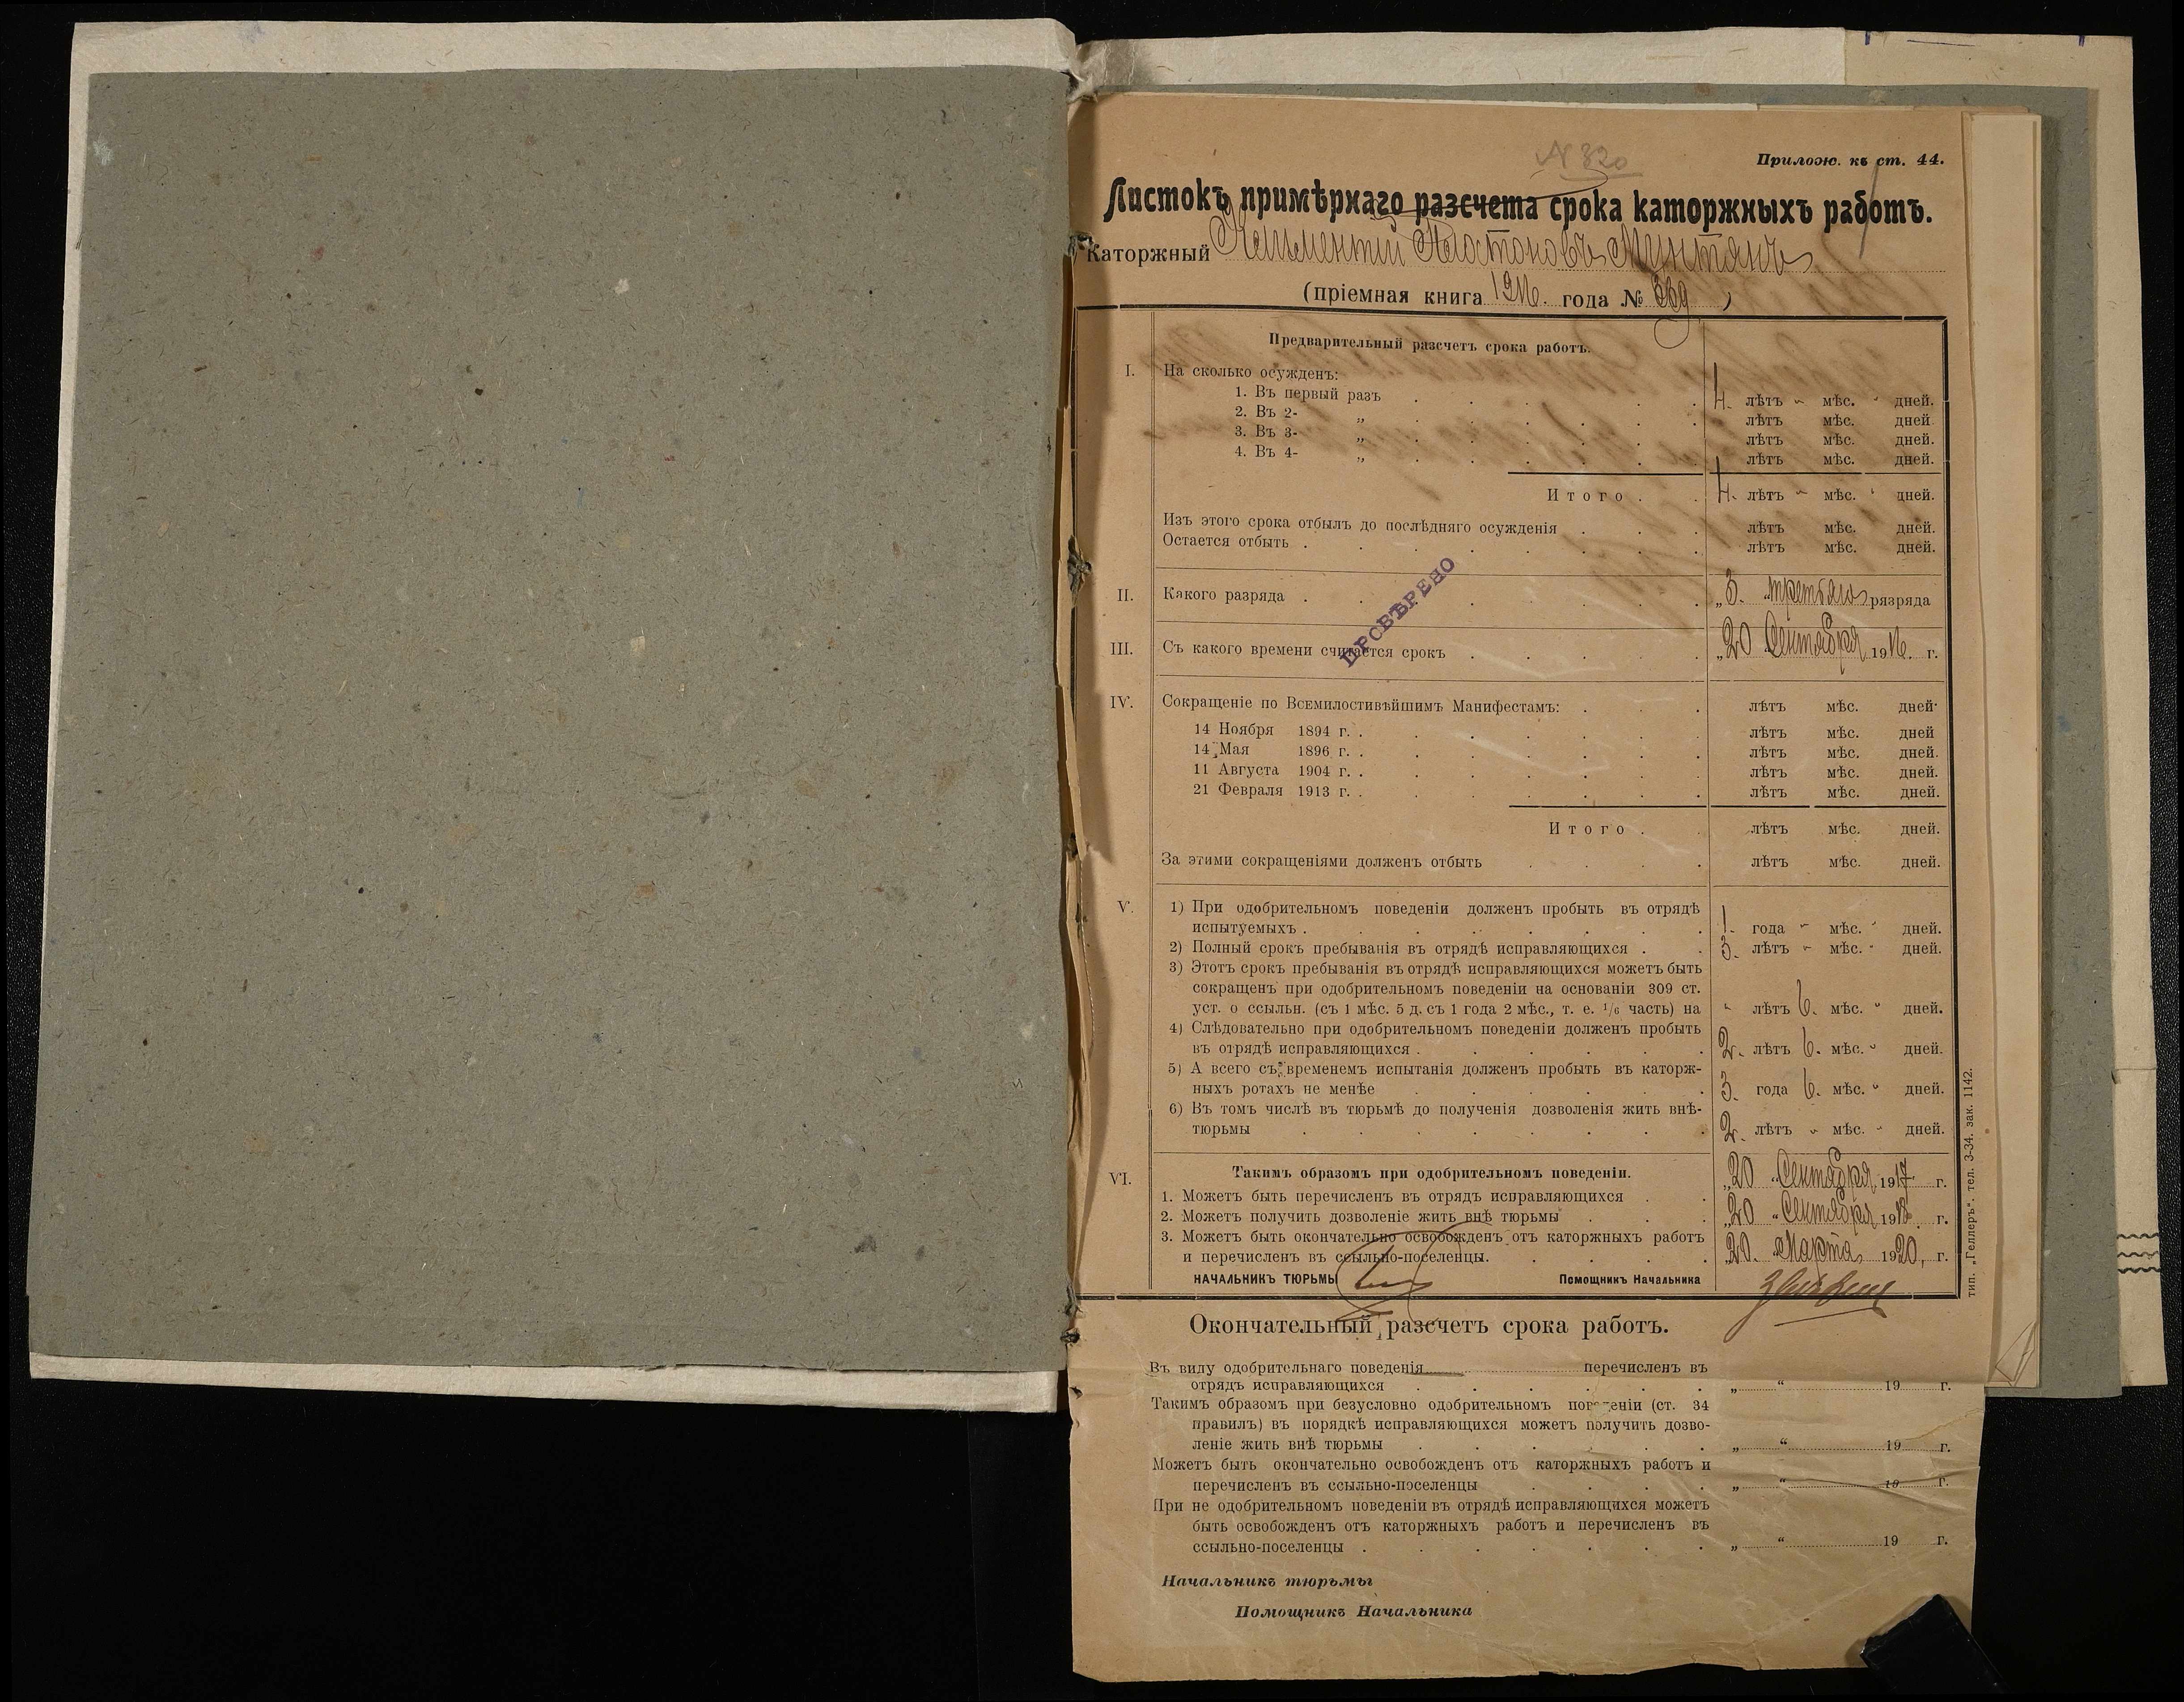 № 320
Прилож. къ ст. 44.
Листокъ примѣрнаго разсчета срока каторжныхъ работъ.
Каторжный Климентій Мунтянъ
(пріемная книга 1916. года № 369)
Предварительный разсчетъ срока работъ.
I. На сколько осужденъ:
1. Въ первый разъ 4. лѣтъ „ мѣс. „ дней.
2. Въ 2- „ лѣтъ мѣс. дней.
3. Въ 3- „ лѣтъ мѣс. дней.
4. Въ 4- „ лѣтъ мѣс. дней.
Итого . 4. лѣтъ „ мѣс. „ дней.
Изъ этого срока отбылъ до послѣдняго осужденія . лѣтъ мѣс. дней.
Остается отбыть . лѣтъ мѣс. дней.
ПРОВѢРЕНО
II. Какого разряда . „3. третьяго разряда
III. Съ какого времени считается срокъ . „20 Сентября 1916. г.
IV. Сокращеніе по Всемилостивѣйшимъ Манифестамъ: . лѣтъ мѣс. дней.
14 Ноября 1894 г. . лѣтъ мѣс. дней
14 Мая 1896 г. . лѣтъ мѣс. дней.
11 Августа 1904 г. . лѣтъ мѣс. дней.
21 Февраля 1913 г. . лѣтъ мѣс. дней.
Итого . лѣтъ мѣс. дней.
За этими сокращеніями долженъ отбыть . лѣтъ мѣс. дней.
V. 1) При одобрительномъ поведеніи долженъ пробыть въ отрядѣ
испытуемыхъ . 1. года „ мѣс. „ дней.
2) Полный срокъ пребыванія въ отрядѣ исправляющихся . 3. лѣтъ „ мѣс. „ дней.
3) Этотъ срокъ пребыванія въ отрядѣ исправляющихся можетъ быть
сокращенъ при одобрительномъ поведеніи на основаніи 309 ст.
уст. о ссыльн. (съ 1 мѣс. 5 д. съ 1 года 2 мѣс., т. е. 1/6 часть) на „ лѣтъ 6. мѣс. „ дней.
4) Слѣдовательно при одобрительномъ поведеніи долженъ пробыть
въ отрядѣ исправляющихся . 2. лѣтъ 6. мѣс. „ дней.
5) А всего съ временемъ испытанія долженъ пробыть въ каторж-
ныхъ ротахъ не менѣе . 3. года 6. мѣс. „ дней.
6) Въ томъ числѣ въ тюрьмѣ до полученія дозволенія жить внѣ-
тюрьмы . 2. лѣтъ „ мѣс. „ дней.
VI. Такимъ образомъ при одобрительномъ поведеніи.
1. Можетъ быть перечисленъ въ отрядъ исправляющихся . „20 „ Сентября 1917. г.
2. Можетъ получить дозволеніе жить внѣ тюрьмы . „20 „ Сентября 1918. г.
3. Можетъ быть окончательно освобожденъ отъ каторжныхъ работъ
и перечисленъ въ ссыльно-поселенцы. „20. Марта 1920, г.
НАЧАЛЬНИКЪ ТЮРЬМЫ Помощникъ Начальника
тип. „Геллеръ“. тел. 3-34. зак. 1142.
Окончательный разсчетъ срока работъ.
Въ виду одобрительнаго поведенія перечисленъ въ
отрядъ исправляющихся . „ “ 19 г.
Такимъ образомъ при безусловно одобрительномъ поведеніи (ст. 34
правилъ) въ порядкѣ исправляющихся можетъ получить дозво-
леніе жить внѣ тюрьмы . „ “ 19 г.
Можетъ быть окончательно освобожденъ отъ каторжныхъ работъ и
перечисленъ въ ссыльно-поселенцы . „ “ 19 г.
При не одобрительномъ поведеніи въ отрядѣ исправляющихся можетъ
быть освобожденъ отъ каторжныхъ работъ и перечисленъ въ
ссыльно-поселенцы . „ “ 19 г.
Начальникъ тюрьмы
Помощникъ Начальника